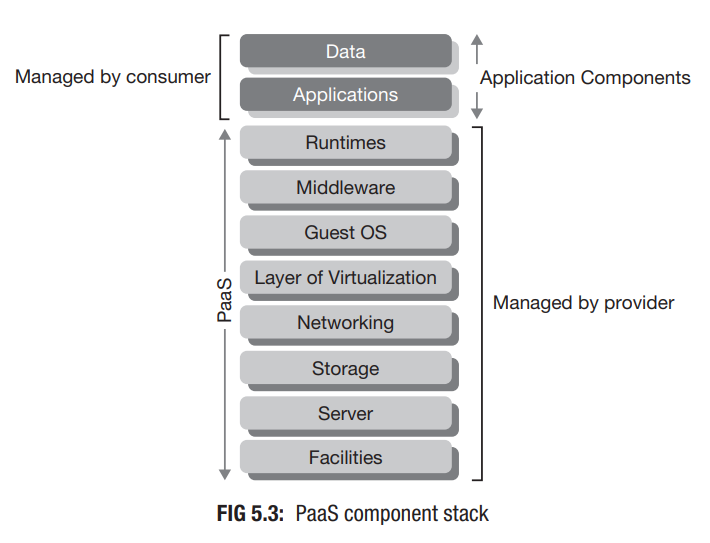 Data
Managed by consumer
Application Components
Applications
Runtimes
Middleware
Guest OS
Layer of Virtualization
PaaS
Managed by provider
Networking
Storage
Server
Facilities
FIG 5.3: PaaS component stack